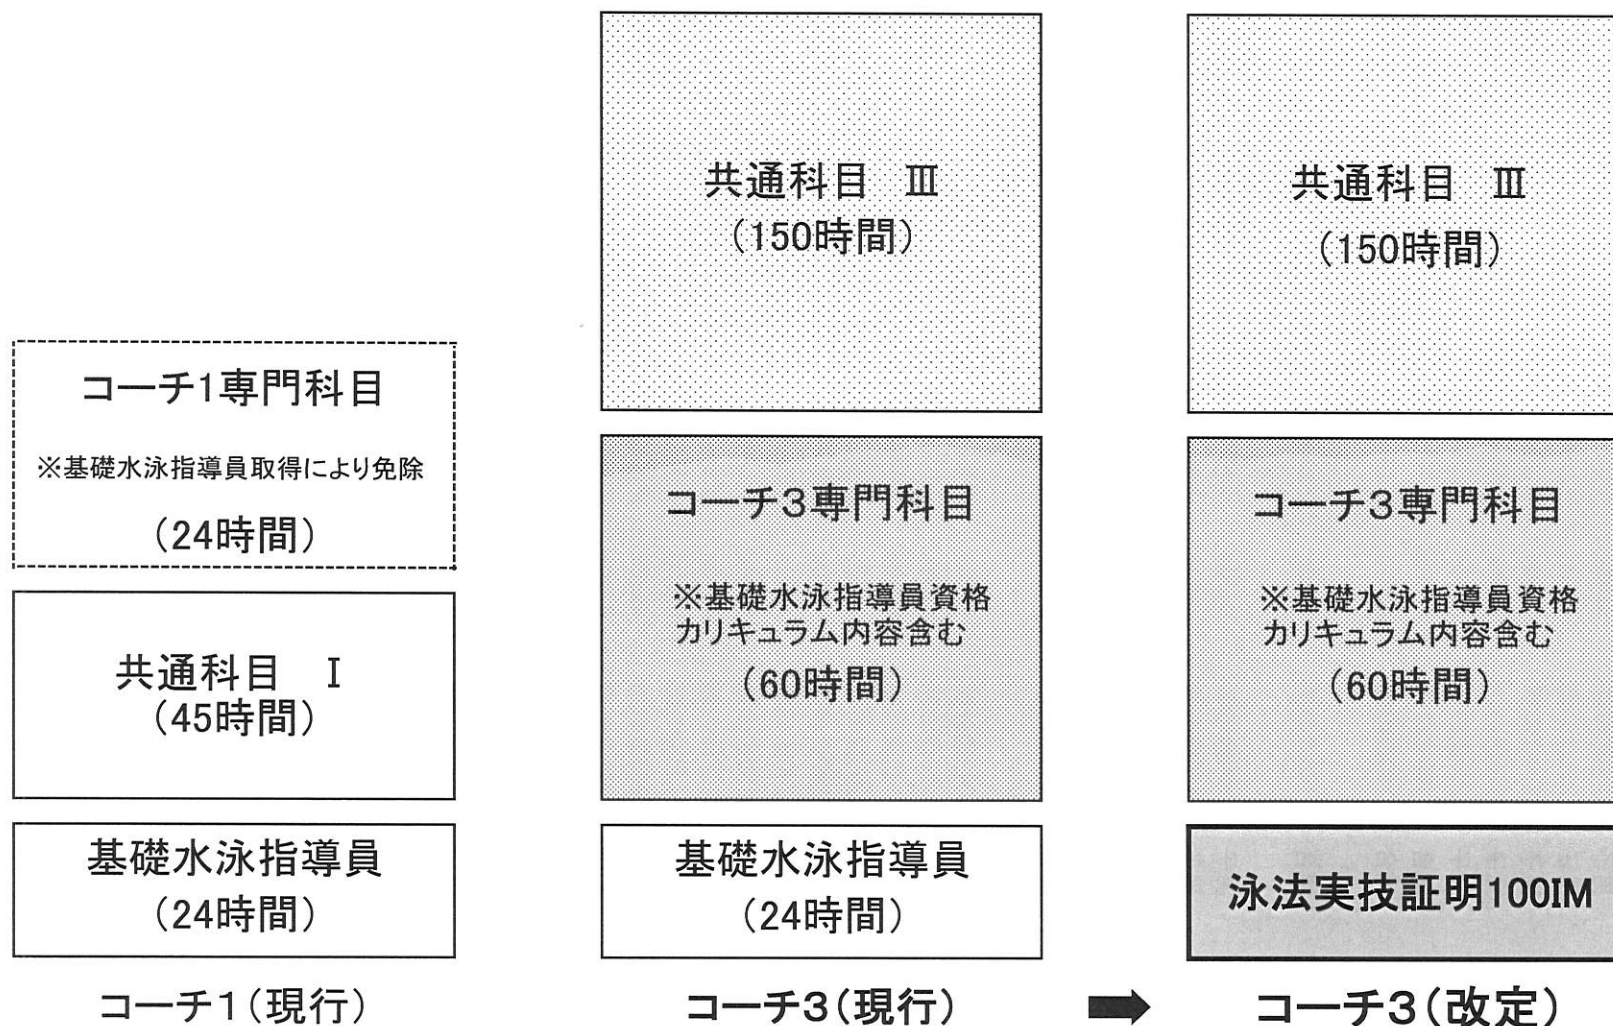 コーチ1専門科目
※基礎水泳指導員取得により免除
（24時間）
共通科目　Ⅰ
（45時間）
基礎水泳指導員
（24時間）
コーチ1（現行）
共通科目　Ⅲ
（150時間）
コーチ3専門科目
※基礎水泳指導員資格
カリキュラム内容含む
（60時間）
基礎水泳指導員
（24時間）
コーチ3（現行）
➡
共通科目　Ⅲ
（150時間）
コーチ3専門科目
※基礎水泳指導員資格
カリキュラム内容含む
（60時間）
泳法実技証明100IM
コーチ3（改定）